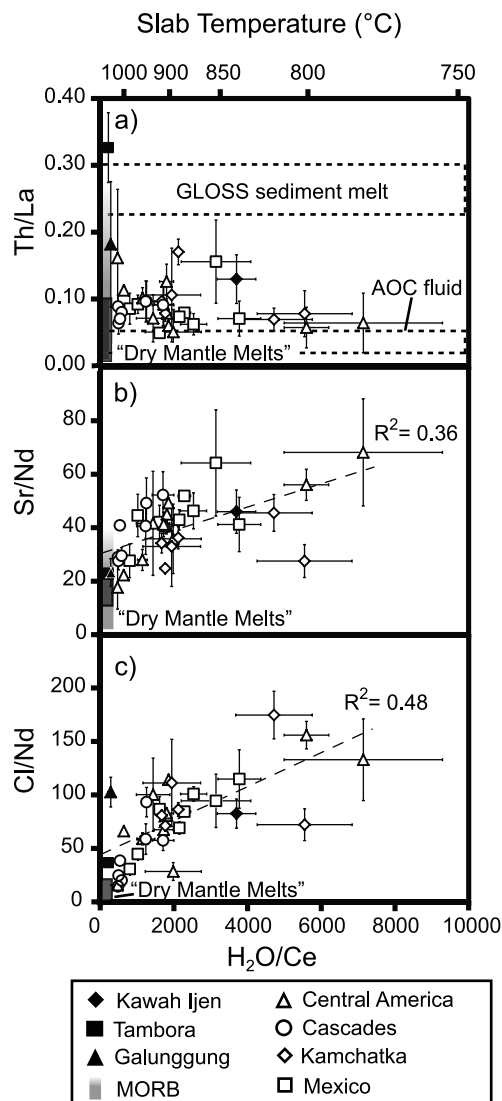 Slab Temperature (°C)
1000 900 850 800 750
a)
0.40
0.30
0.20
0.10
0.00
Th/La
GLOSS sediment melt
AOC fluid
"Dry Mantle Melts"
b)
80
60
40
20
0
Sr/Nd
R²= 0.36
"Dry Mantle Melts"
c)
200
150
100
50
0
Cl/Nd
R²= 0.48
"Dry Mantle Melts"
0 2000 4000 6000 8000 10000
H₂O/Ce
Kawah Ijen
Tambora
Galunggung
MORB
Central America
Cascades
Kamchatka
Mexico